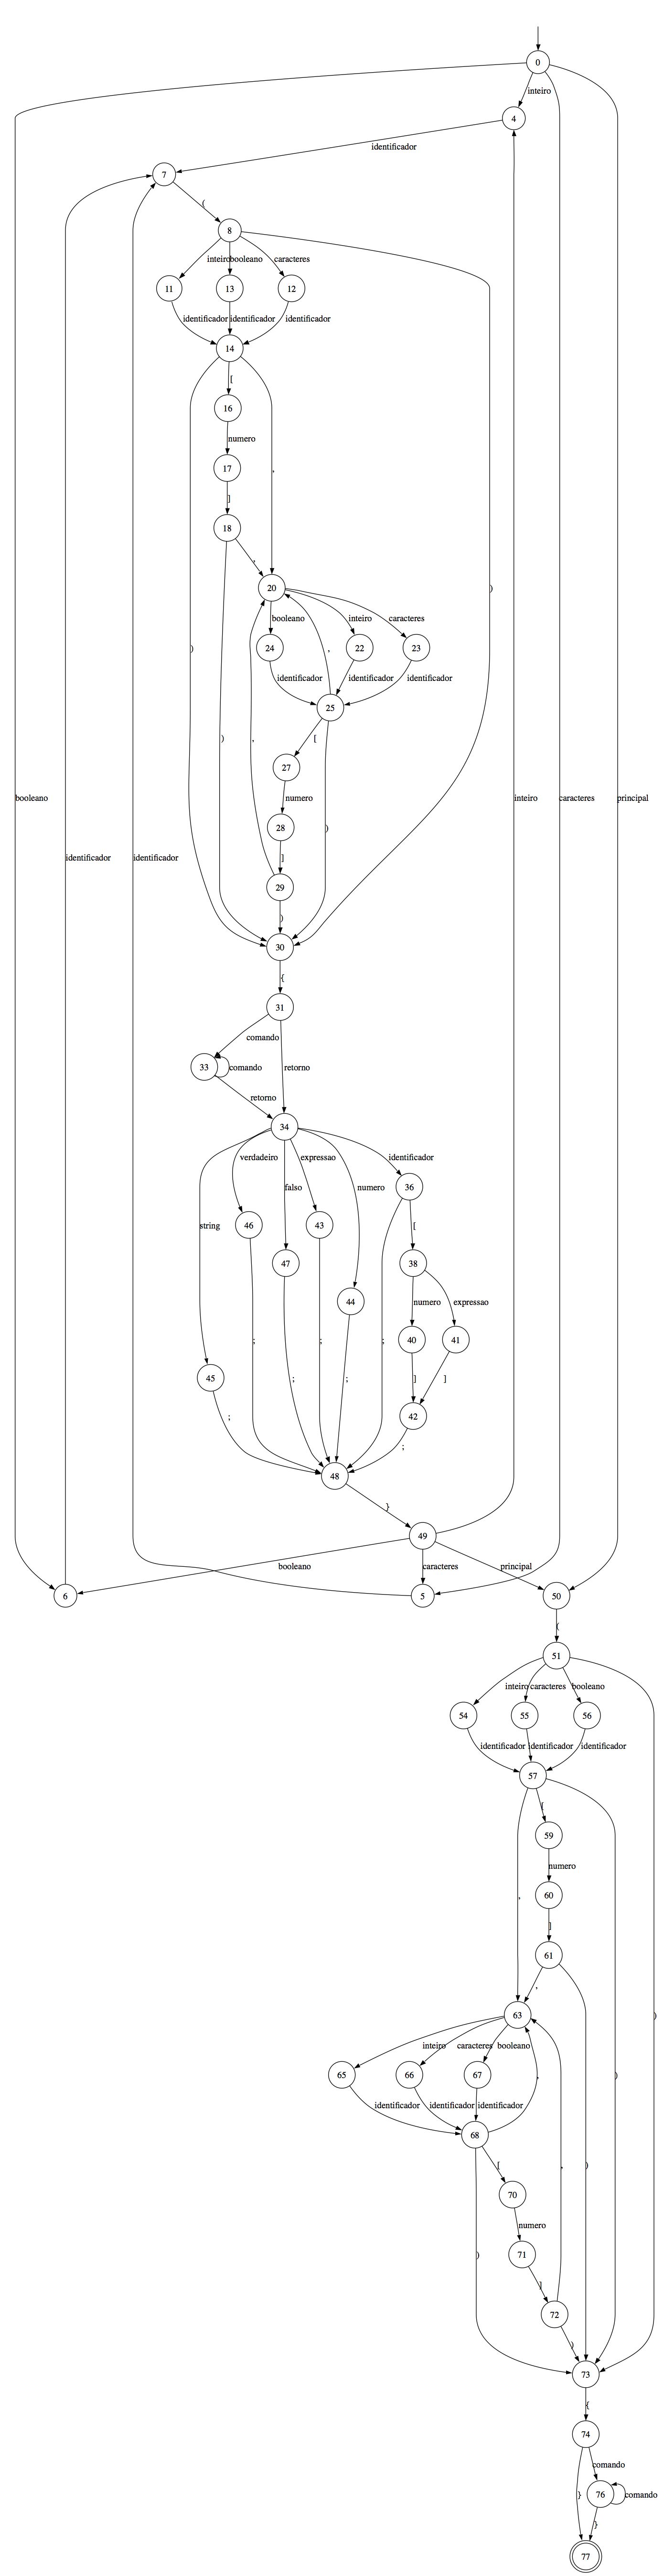 0
inteiro
4
identificador
7
(
8
inteiro booleano caracteres
11 13 12
identificador identificador identificador
14
[
16
numero
,
17
]
18
,
20
)
booleano inteiro caracteres
24 22 23
)
identificador identificador identificador
,
25
[
)
,
27
booleano inteiro caracteres principal
numero
28
)
]
identificador identificador
29
)
30
{
31
comando
33 comando retorno
retorno
34
verdadeiro expressao identificador
falso numero
36
string 46 43 [
47 38
44 numero expressao
; ; ; 40 41
45 ; ; ] ]
; 42
;
48
}
49
booleano caracteres principal
6 5 50
(
51
inteiro caracteres booleano
54 55 56
identificador identificador identificador
57
[
59
numero
,
60
]
61
,
63
)
inteiro caracteres booleano
65 66 67
)
,
identificador identificador identificador
68
, )
[
70
numero
71
)
]
72
)
73
{
74
comando
76
} comando
}
77